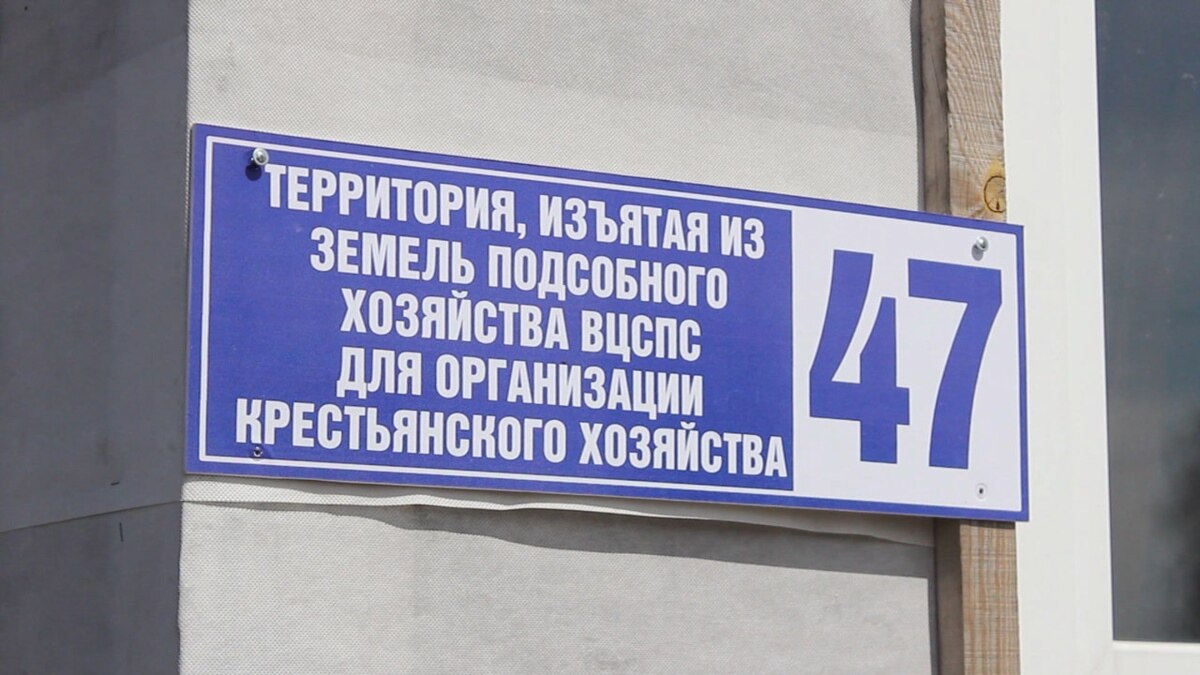 ТЕРРИТОРИЯ, ИЗЪЯТАЯ ИЗ
ЗЕМЕЛЬ ПОДСОБНОГО
ХОЗЯЙСТВА ВЦСПС
ДЛЯ ОРГАНИЗАЦИИ
КРЕСТЬЯНСКОГО ХОЗЯЙСТВА
47